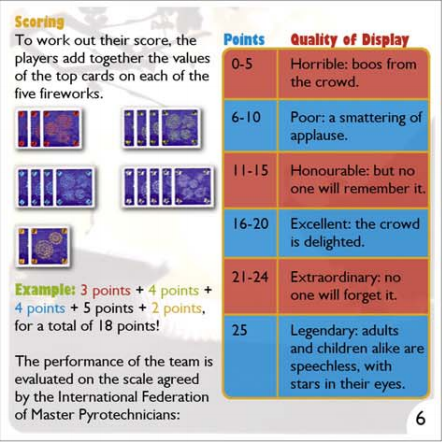 Scoring
To work out their score, the
players add together the values
of the top cards on each of the
five fireworks.
Example: 3 points + 4 points +
4 points + 5 points + 2 points,
for a total of 18 points!
The performance of the team is
evaluated on the scale agreed
by the International Federation
of Master Pyrotechnicians:
Points Quality of Display
0-5 Horrible: boos from
the crowd.
6-10 Poor: a smattering of
applause.
11-15 Honourable: but no
one will remember it.
16-20 Excellent: the crowd
is delighted.
21-24 Extraordinary: no
one will forget it.
25 Legendary: adults
and children alike are
speechless, with
stars in their eyes.
6